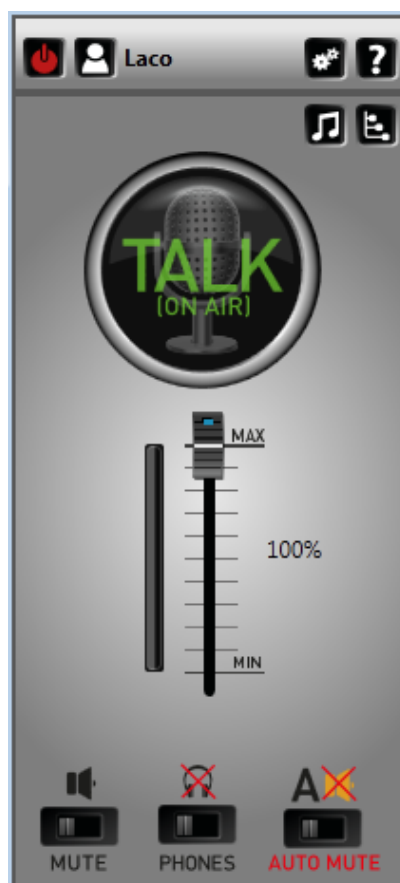 Laco
?
TALK
(ON AIR)
MAX
100%
MIN
A
MUTE
PHONES
AUTO MUTE